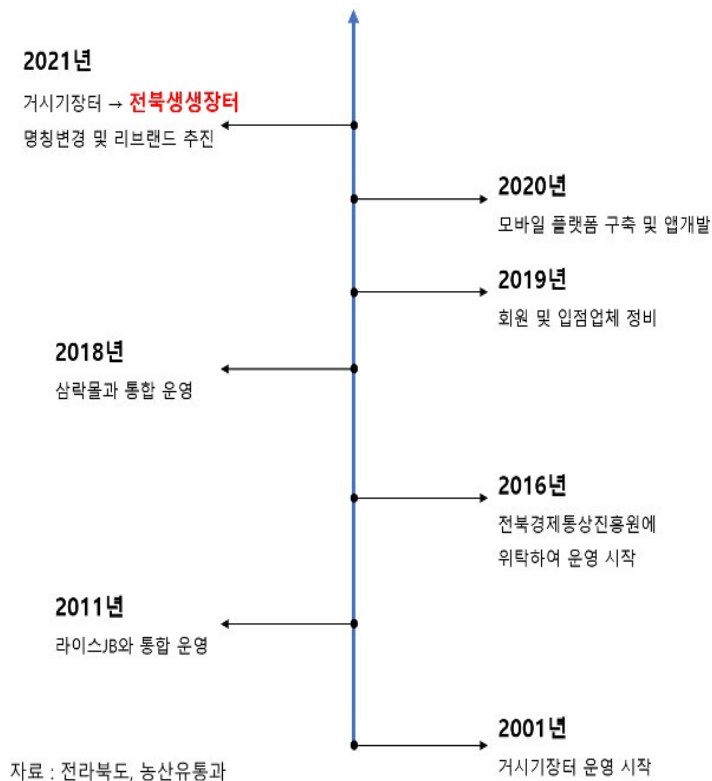 2021년
거시기장터 → 전북생생장터
명칭변경 및 리브랜드 추진
2020년
모바일 플랫폼 구축 및 앱개발
2019년
회원 및 입점업체 정비
2018년
삼락몰과 통합 운영
2016년
전북경제통상진흥원에
위탁하여 운영 시작
2011년
라이스JB와 통합 운영
2001년
거시기장터 운영 시작
자료 : 전라북도, 농산유통과